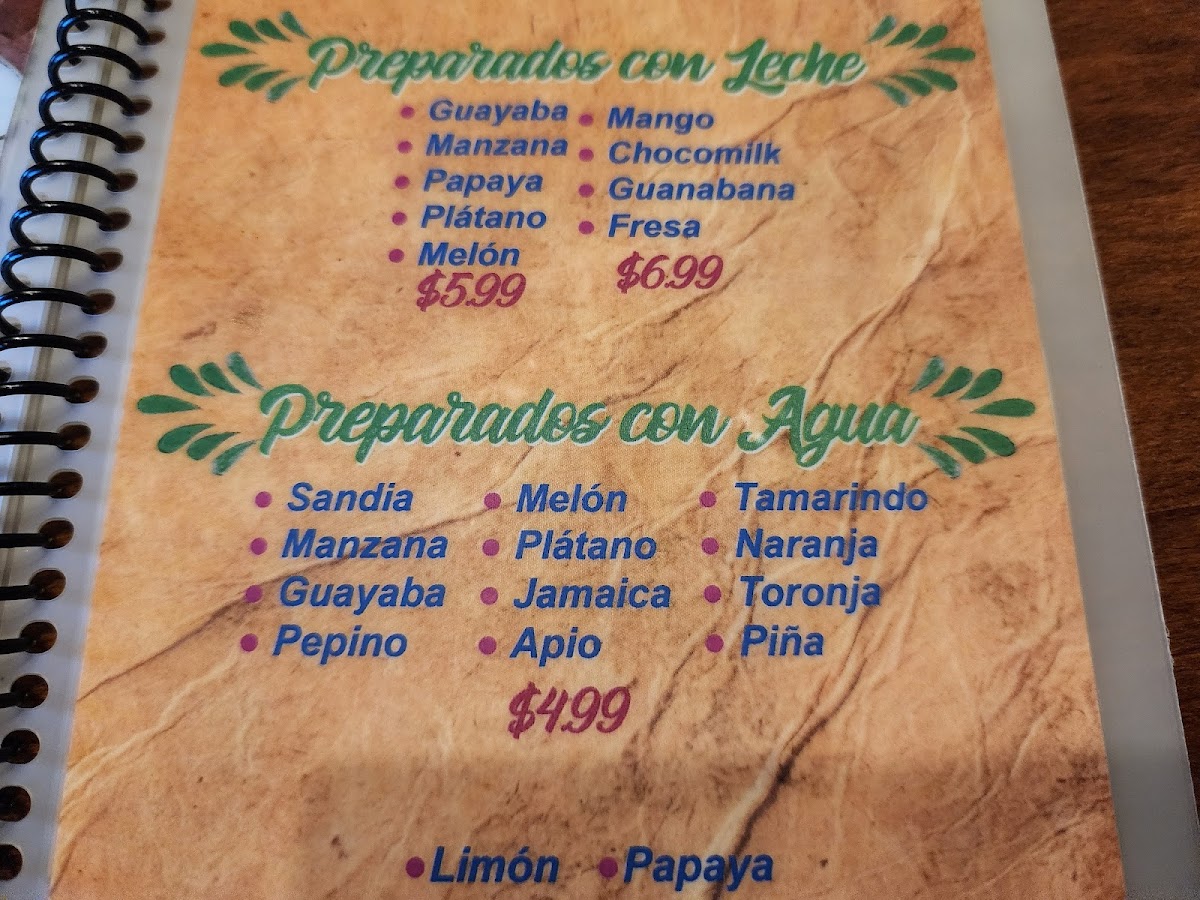 Preparados con Leche
• Guayaba
• Manzana
• Papaya
• Plátano
• Melón
$5.99
• Mango
• Chocomilk
• Guanabana
• Fresa
$6.99
Preparados con Agua
• Sandia
• Manzana
• Guayaba
• Pepino
• Melón
• Plátano
• Jamaica
• Apio
• Tamarindo
• Naranja
• Toronja
• Piña
$4.99
• Limón • Papaya